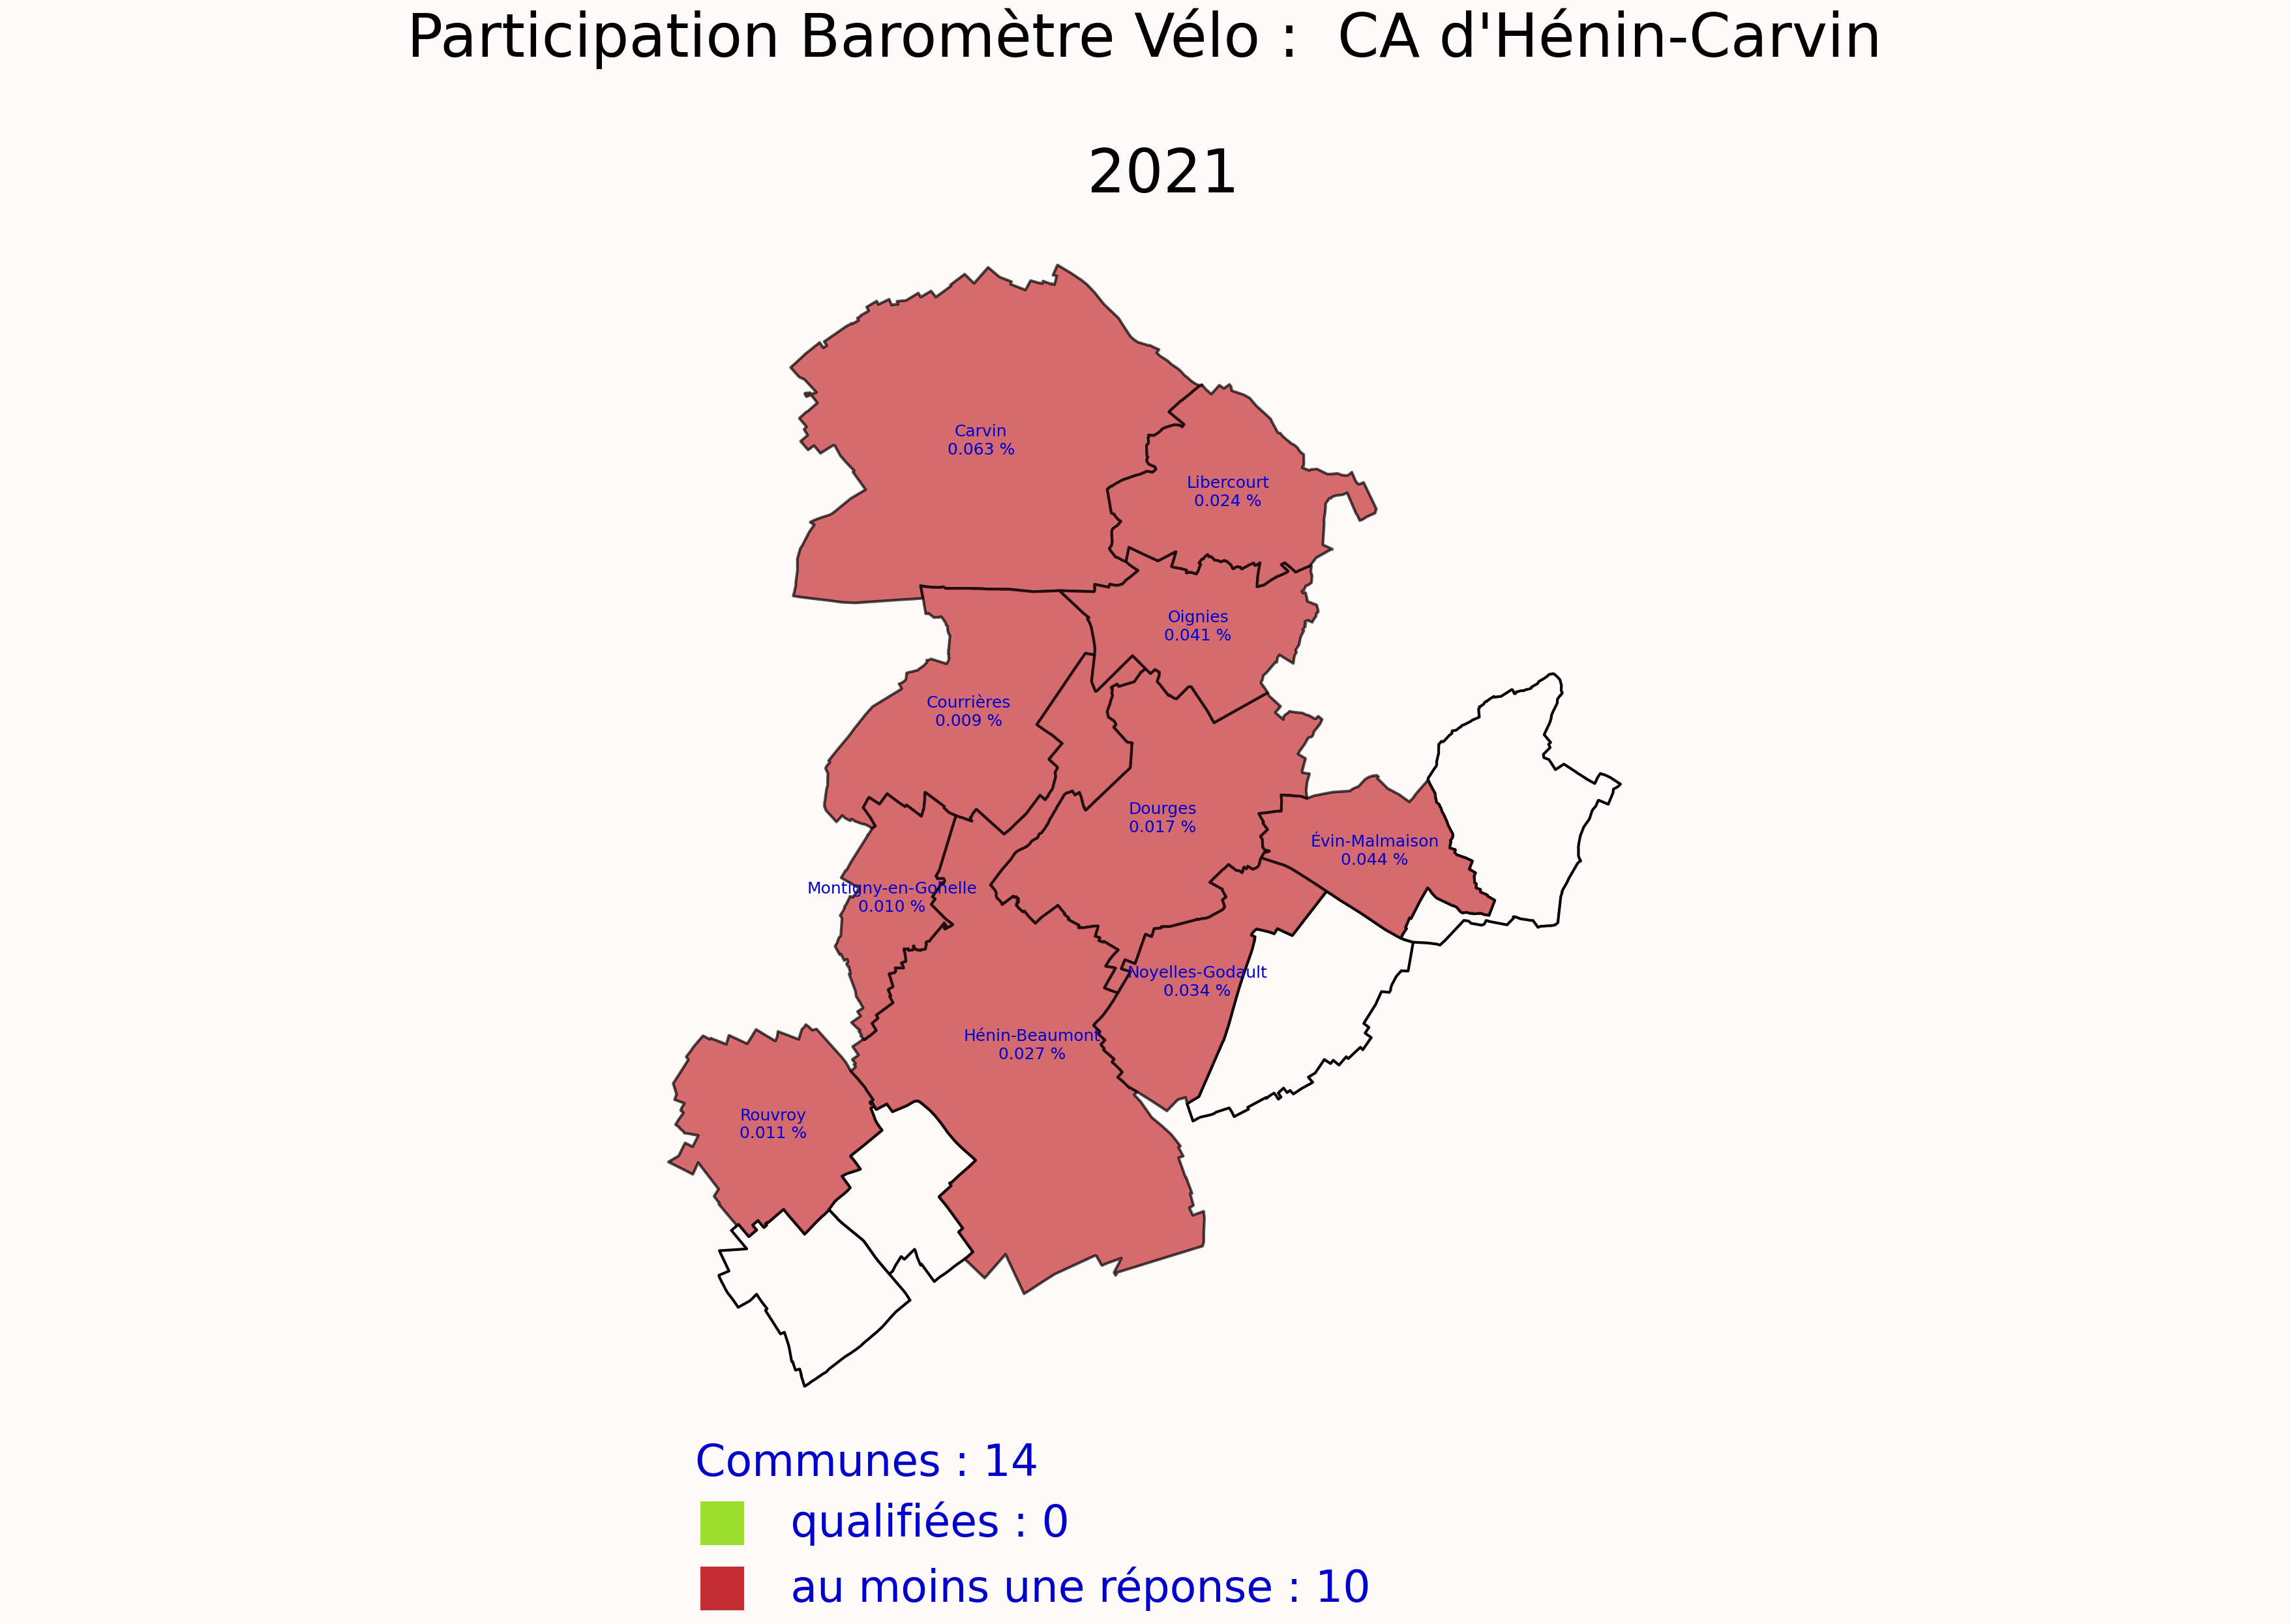 Participation Baromètre Vélo :  CA d'Hénin-Carvin
2021
Carvin
0.063 %
Libercourt
0.024 %
Oignies
0.041 %
Courrières
0.009 %
Dourges
0.017 %
Évin-Malmaison
0.044 %
Montigny-en-Gohelle
0.010 %
Noyelles-Godault
0.034 %
Hénin-Beaumont
0.027 %
Rouvroy
0.011 %
Communes : 14
qualifiées : 0
au moins une réponse : 10